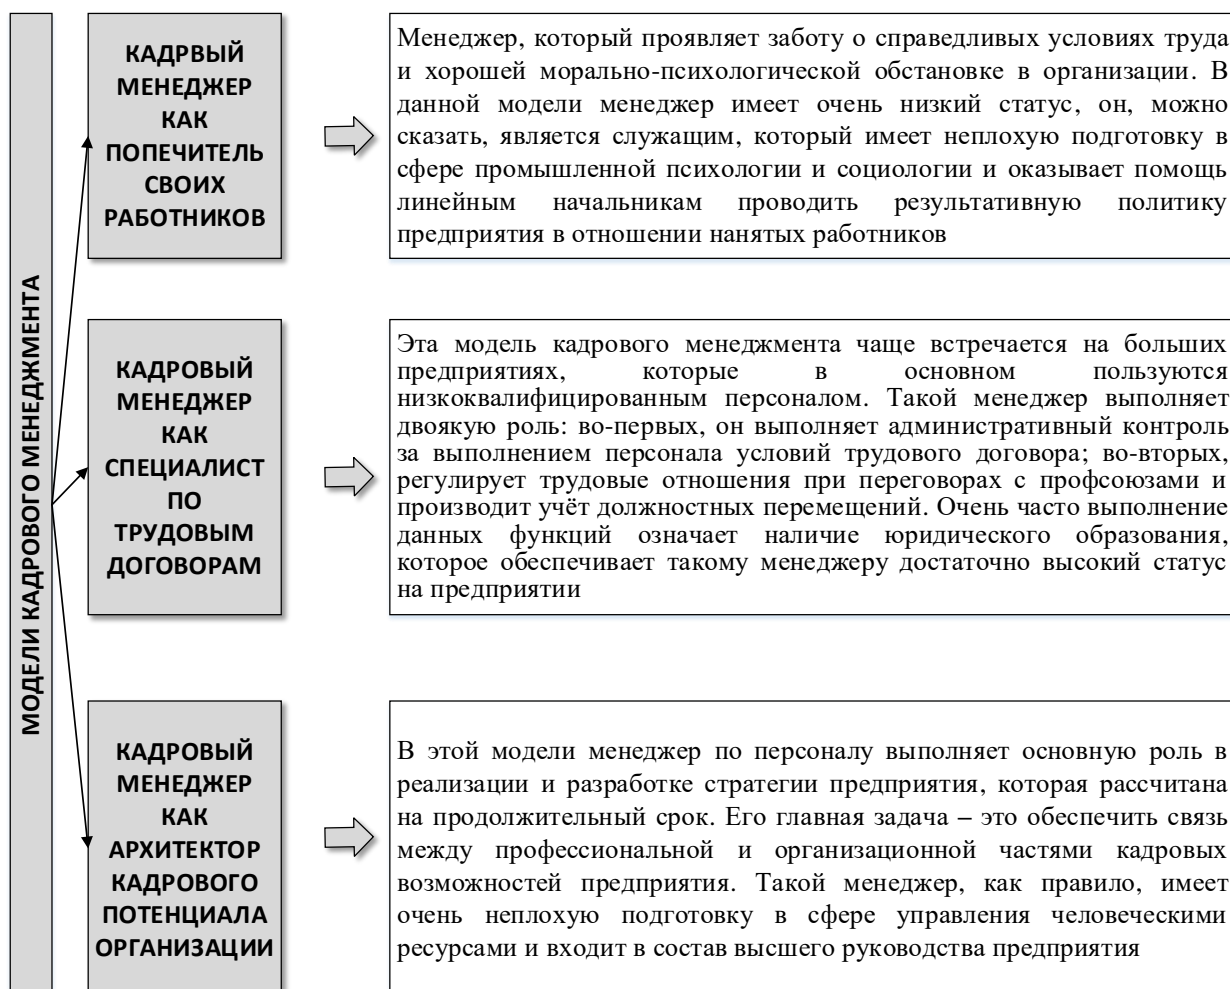 МОДЕЛИ КАДРОВОГО МЕНЕДЖМЕНТА
КАДРВЫЙ
МЕНЕДЖЕР
КАК
ПОПЕЧИТЕЛЬ
СВОИХ
РАБОТНИКОВ
Менеджер, который проявляет заботу о справедливых условиях труда
и хорошей морально-психологической обстановке в организации. В
данной модели менеджер имеет очень низкий статус, он, можно
сказать, является служащим, который имеет неплохую подготовку в
сфере промышленной психологии и социологии и оказывает помощь
линейным начальникам проводить результативную политику
предприятия в отношении нанятых работников
КАДРОВЫЙ
МЕНЕДЖЕР
КАК
СПЕЦИАЛИСТ
ПО
ТРУДОВЫМ
ДОГОВОРАМ
Эта модель кадрового менеджмента чаще встречается на больших
предприятиях, которые в основном пользуются
низкоквалифицированным персоналом. Такой менеджер выполняет
двоякую роль: во-первых, он выполняет административный контроль
за выполнением персонала условий трудового договора; во-вторых,
регулирует трудовые отношения при переговорах с профсоюзами и
производит учёт должностных перемещений. Очень часто выполнение
данных функций означает наличие юридического образования,
которое обеспечивает такому менеджеру достаточно высокий статус
на предприятии
КАДРОВЫЙ
МЕНЕДЖЕР
КАК
АРХИТЕКТОР
КАДРОВОГО
ПОТЕНЦИАЛА
ОРГАНИЗАЦИИ
В этой модели менеджер по персоналу выполняет основную роль в
реализации и разработке стратегии предприятия, которая рассчитана
на продолжительный срок. Его главная задача – это обеспечить связь
между профессиональной и организационной частями кадровых
возможностей предприятия. Такой менеджер, как правило, имеет
очень неплохую подготовку в сфере управления человеческими
ресурсами и входит в состав высшего руководства предприятия